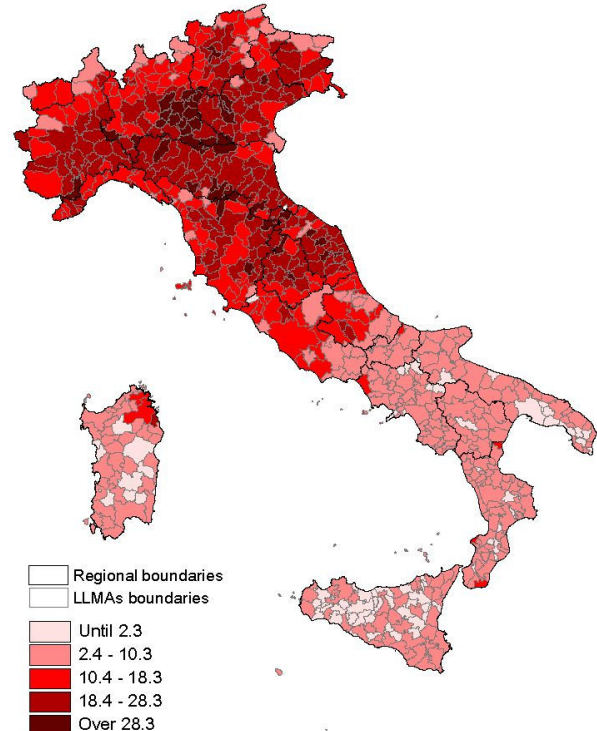 Regional boundaries
LLMAs boundaries
Until 2.3
2.4 - 10.3
10.4 - 18.3
18.4 - 28.3
Over 28.3